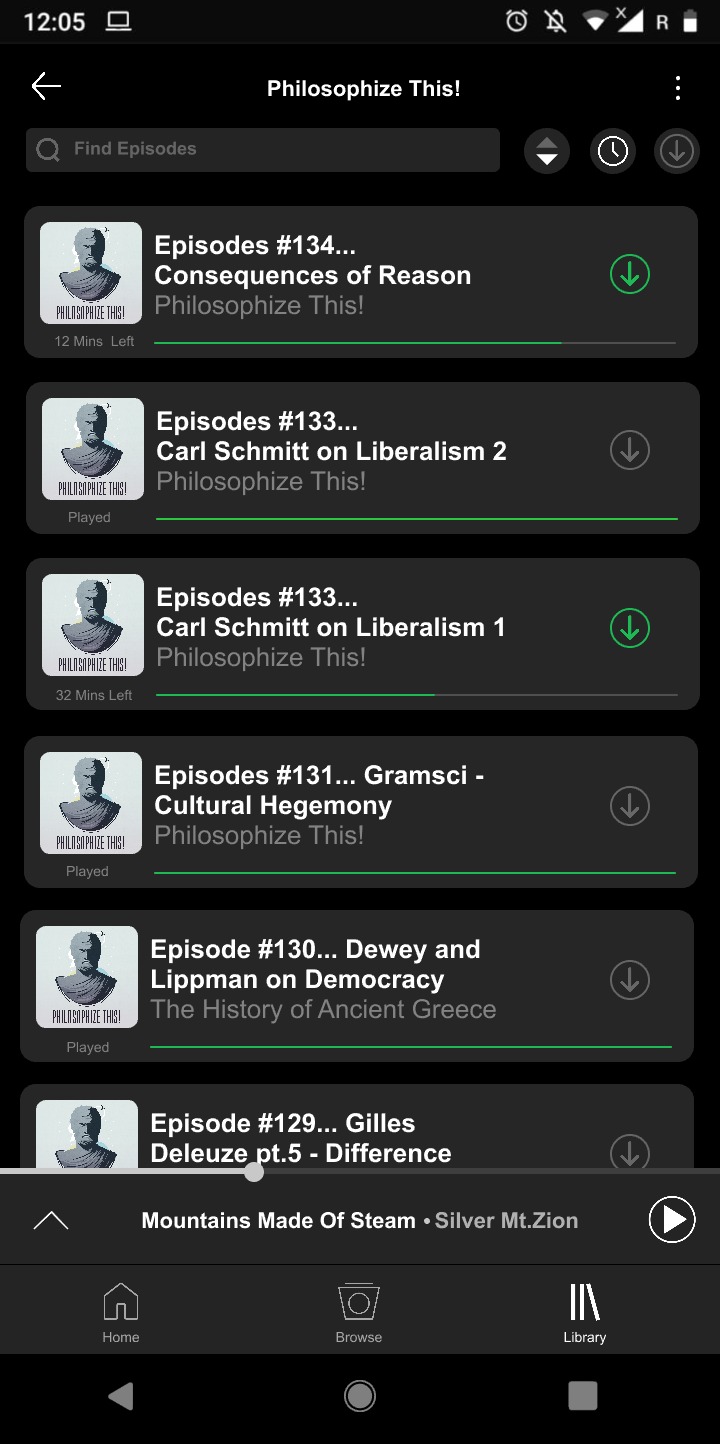 12:05
R
Philosophize This!
Find Episodes
Episodes #134...
Consequences of Reason
Philosophize This!
PHILOSOPHIZE THIS!
12 Mins Left
Episodes #133...
Carl Schmitt on Liberalism 2
Philosophize This!
PHILOSOPHIZE THIS!
Played
Episodes #133...
Carl Schmitt on Liberalism 1
Philosophize This!
PHILOSOPHIZE THIS!
32 Mins Left
Episodes #131... Gramsci -
Cultural Hegemony
Philosophize This!
PHILOSOPHIZE THIS!
Played
Episode #130... Dewey and
Lippman on Democracy
The History of Ancient Greece
PHILOSOPHIZE THIS!
Played
Episode #129... Gilles
Deleuze pt.5 - Difference
Mountains Made Of Steam • Silver Mt.Zion
Home
Browse
Library